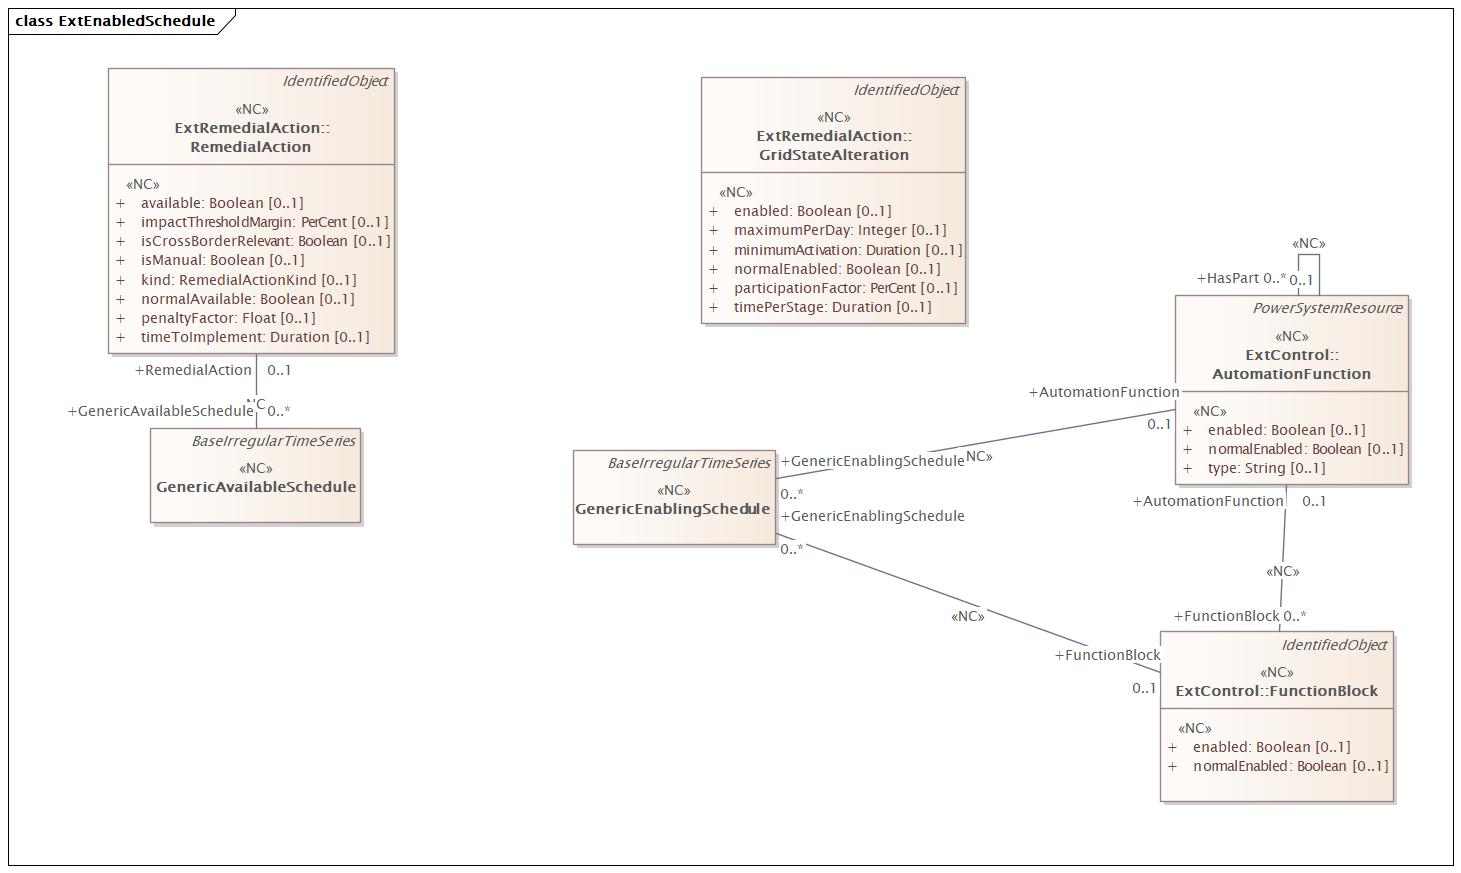 class ExtEnabledSchedule
IdentifiedObject
«NC»
ExtRemedialAction::
RemedialAction
«NC»
+ available: Boolean [0..1]
+ impactThresholdMargin: PerCent [0..1]
+ isCrossBorderRelevant: Boolean [0..1]
+ isManual: Boolean [0..1]
+ kind: RemedialActionKind [0..1]
+ normalAvailable: Boolean [0..1]
+ penaltyFactor: Float [0..1]
+ timeToImplement: Duration [0..1]
+RemedialAction 0..1
«NC»
+GenericAvailableSchedule 0..*
BaseIrregularTimeSeries
«NC»
GenericAvailableSchedule
IdentifiedObject
«NC»
ExtRemedialAction::
GridStateAlteration
«NC»
+ enabled: Boolean [0..1]
+ maximumPerDay: Integer [0..1]
+ minimumActivation: Duration [0..1]
+ normalEnabled: Boolean [0..1]
+ participationFactor: PerCent [0..1]
+ timePerStage: Duration [0..1]
«NC»
+HasPart 0..* 0..1
PowerSystemResource
«NC»
ExtControl::
AutomationFunction
«NC»
+ enabled: Boolean [0..1]
+ normalEnabled: Boolean [0..1]
+ type: String [0..1]
+AutomationFunction
0..1
+GenericEnablingSchedule «NC»
0..*
BaseIrregularTimeSeries
«NC»
GenericEnablingSchedule
+GenericEnablingSchedule
0..*
«NC»
+FunctionBlock
0..1
+AutomationFunction 0..1
«NC»
+FunctionBlock 0..*
IdentifiedObject
«NC»
ExtControl::FunctionBlock
«NC»
+ enabled: Boolean [0..1]
+ normalEnabled: Boolean [0..1]